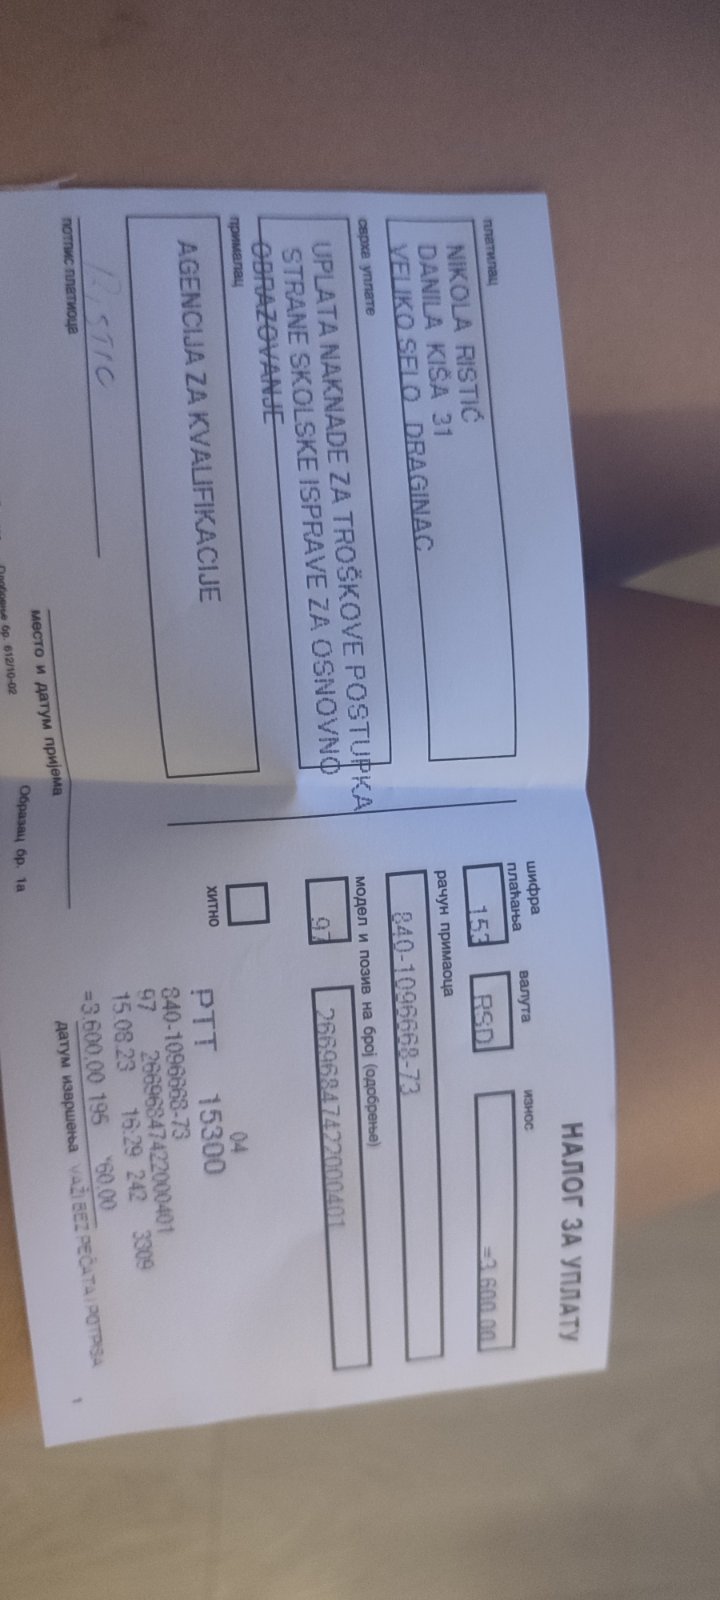 НАЛОГ ЗА УПЛАТУ
платилац
NIKOLA RISTIĆ
DANILA KIŠA 31
VELIKO SELO DRAGINAC
сврха уплате
UPLATA NAKNADE ZA TROŠKOVE POSTUPKA
STRANE SKOLSKE ISPRAVE ZA OSNOVNO
OBRAZOVANJE
прималац
AGENCIJA ZA KVALIFIKACIJE
RISTIC
потпис платиоца
место и датум пријема
Образац бр. 1а
бр. 612/10-02
шифра плаћања
153
валута
RSD
износ
=3.600,00
рачун примаоца
840-1096668-73
модел и позив на број (одобрење)
97 26696847422000401
хитно
04
PTT 15300
840-1096668-73
97 26696847422000401
15.08.23 16:29 242 3309
=3.600,00 195 *60,00
датум извршења VAŽI BEZ PEČATA I POTPISA
1